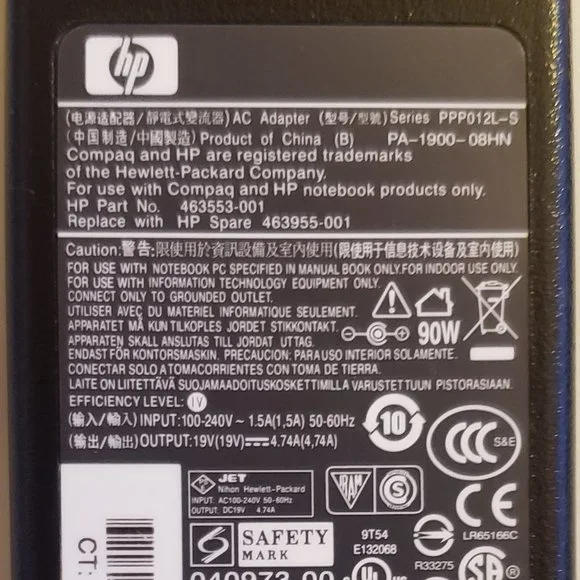 hp
(电源适配器/靜電式變流器) AC Adapter (型号/型號) Series PPP012L-S
(中国制造/中國製造) Product of China (B) PA-1900-08HN
Compaq and HP are registered trademarks
of the Hewlett-Packard Company.
For use with Compaq and HP notebook products only.
HP Part No. 463553-001
Replace with HP Spare 463955-001
Caution:警告:限使用於資訊設備及室內使用(限使用于信息技术设备及室内使用)
FOR USE WITH NOTEBOOK PC SPECIFIED IN MANUAL BOOK ONLY.FOR INDOOR USE ONLY.
FOR USE WITH INFORMATION TECHNOLOGY EQUIPMENT ONLY.
CONNECT ONLY TO GROUNDED OUTLET.
UTILISER AVEC DU MATERIEL INFORMATIQUE SEULEMENT.
APPARATET MÅ KUN TILKOPLES JORDET STIKKONTAKT.
APPARATEN SKALL ANSLUTAS TILL JORDAT UTTAG.
90W
ENDAST FÖR KONTORSMASKIN. PRECAUCION: PARA USO INTERIOR SOLAMENTE.
CONECTAR SOLO A TOMACORRIENTES CON TOMA DE TIERRA.
LAITE ON LIITETTÄVÄ SUOJAMAADOITUSKOSKETTIMILLA VARUSTETTUUN PISTORASIAAN.
EFFICIENCY LEVEL: IV
(输入/輸入) INPUT:100-240V~ 1.5A(1,5A) 50-60Hz
(输出/輸出) OUTPUT:19V(19V)⎓4.74A(4,74A)
10
CCC
S&E
JET
Nihon Hewlett-Packard
INPUT: AC100-240V 50-60Hz
OUTPUT: DC19V 4.74A
S
CE
SAFETY
MARK
9T54
E132068
LR65166C
R33275
UL
SA
CT: